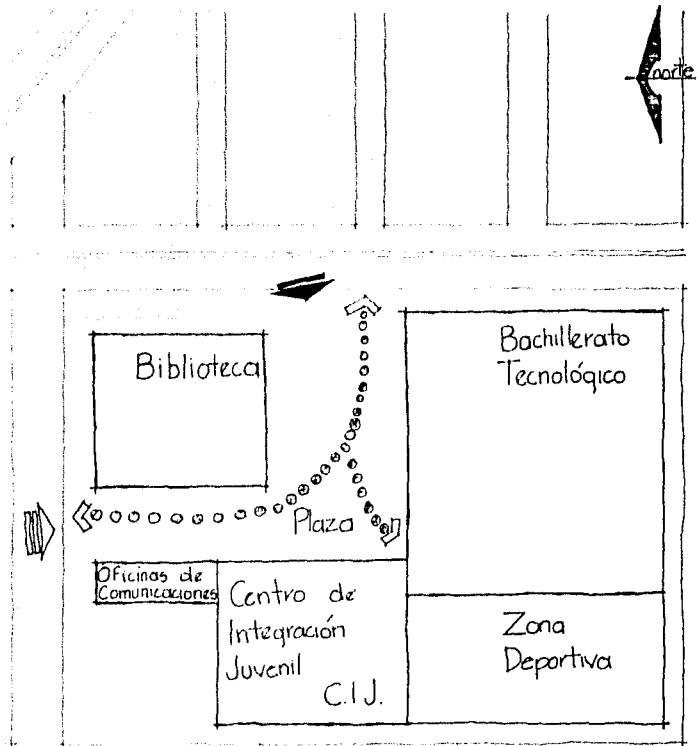 norte
Biblioteca
Bachillerato
Tecnológico
Plaza
Oficinas de
Comunicaciones
Centro de
Integración
Juvenil
C.I.J.
Zona
Deportiva